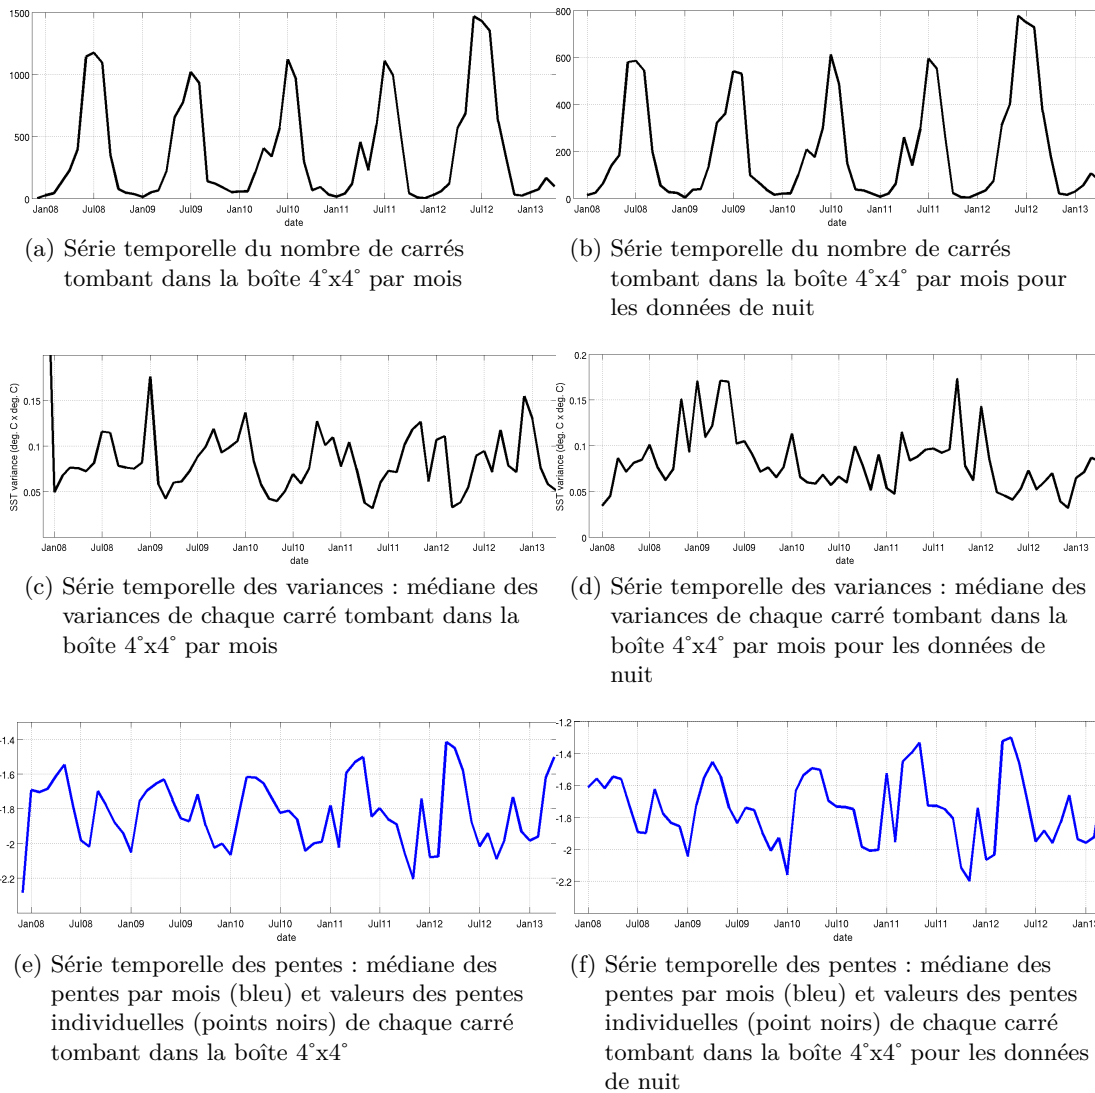 1500
1000
500
0
Jan08 Jul08 Jan09 Jul09 Jan10 Jul10 Jan11 Jul11 Jan12 Jul12 Jan13
date
(a) Série temporelle du nombre de carrés
tombant dans la boîte 4°x4° par mois
800
600
400
200
0
Jan08 Jul08 Jan09 Jul09 Jan10 Jul10 Jan11 Jul11 Jan12 Jul12 Jan13
date
(b) Série temporelle du nombre de carrés
tombant dans la boîte 4°x4° par mois pour
les données de nuit
SST variance (deg. C x deg. C)
0.15
0.1
0.05
Jan08 Jul08 Jan09 Jul09 Jan10 Jul10 Jan11 Jul11 Jan12 Jul12 Jan13
date
(c) Série temporelle des variances : médiane des
variances de chaque carré tombant dans la
boîte 4°x4° par mois
SST variance (deg. C x deg. C)
0.2
0.15
0.1
0.05
0
Jan08 Jul08 Jan09 Jul09 Jan10 Jul10 Jan11 Jul11 Jan12 Jul12 Jan13
date
(d) Série temporelle des variances : médiane des
variances de chaque carré tombant dans la
boîte 4°x4° par mois pour les données de
nuit
-1.4
-1.6
-1.8
-2
-2.2
Jan08 Jul08 Jan09 Jul09 Jan10 Jul10 Jan11 Jul11 Jan12 Jul12 Jan13
date
(e) Série temporelle des pentes : médiane des
pentes par mois (bleu) et valeurs des pentes
individuelles (points noirs) de chaque carré
tombant dans la boîte 4°x4°
-1.2
-1.4
-1.6
-1.8
-2
-2.2
Jan08 Jul08 Jan09 Jul09 Jan10 Jul10 Jan11 Jul11 Jan12 Jul12 Jan13
date
(f) Série temporelle des pentes : médiane des
pentes par mois (bleu) et valeurs des pentes
individuelles (point noirs) de chaque carré
tombant dans la boîte 4°x4° pour les données
de nuit